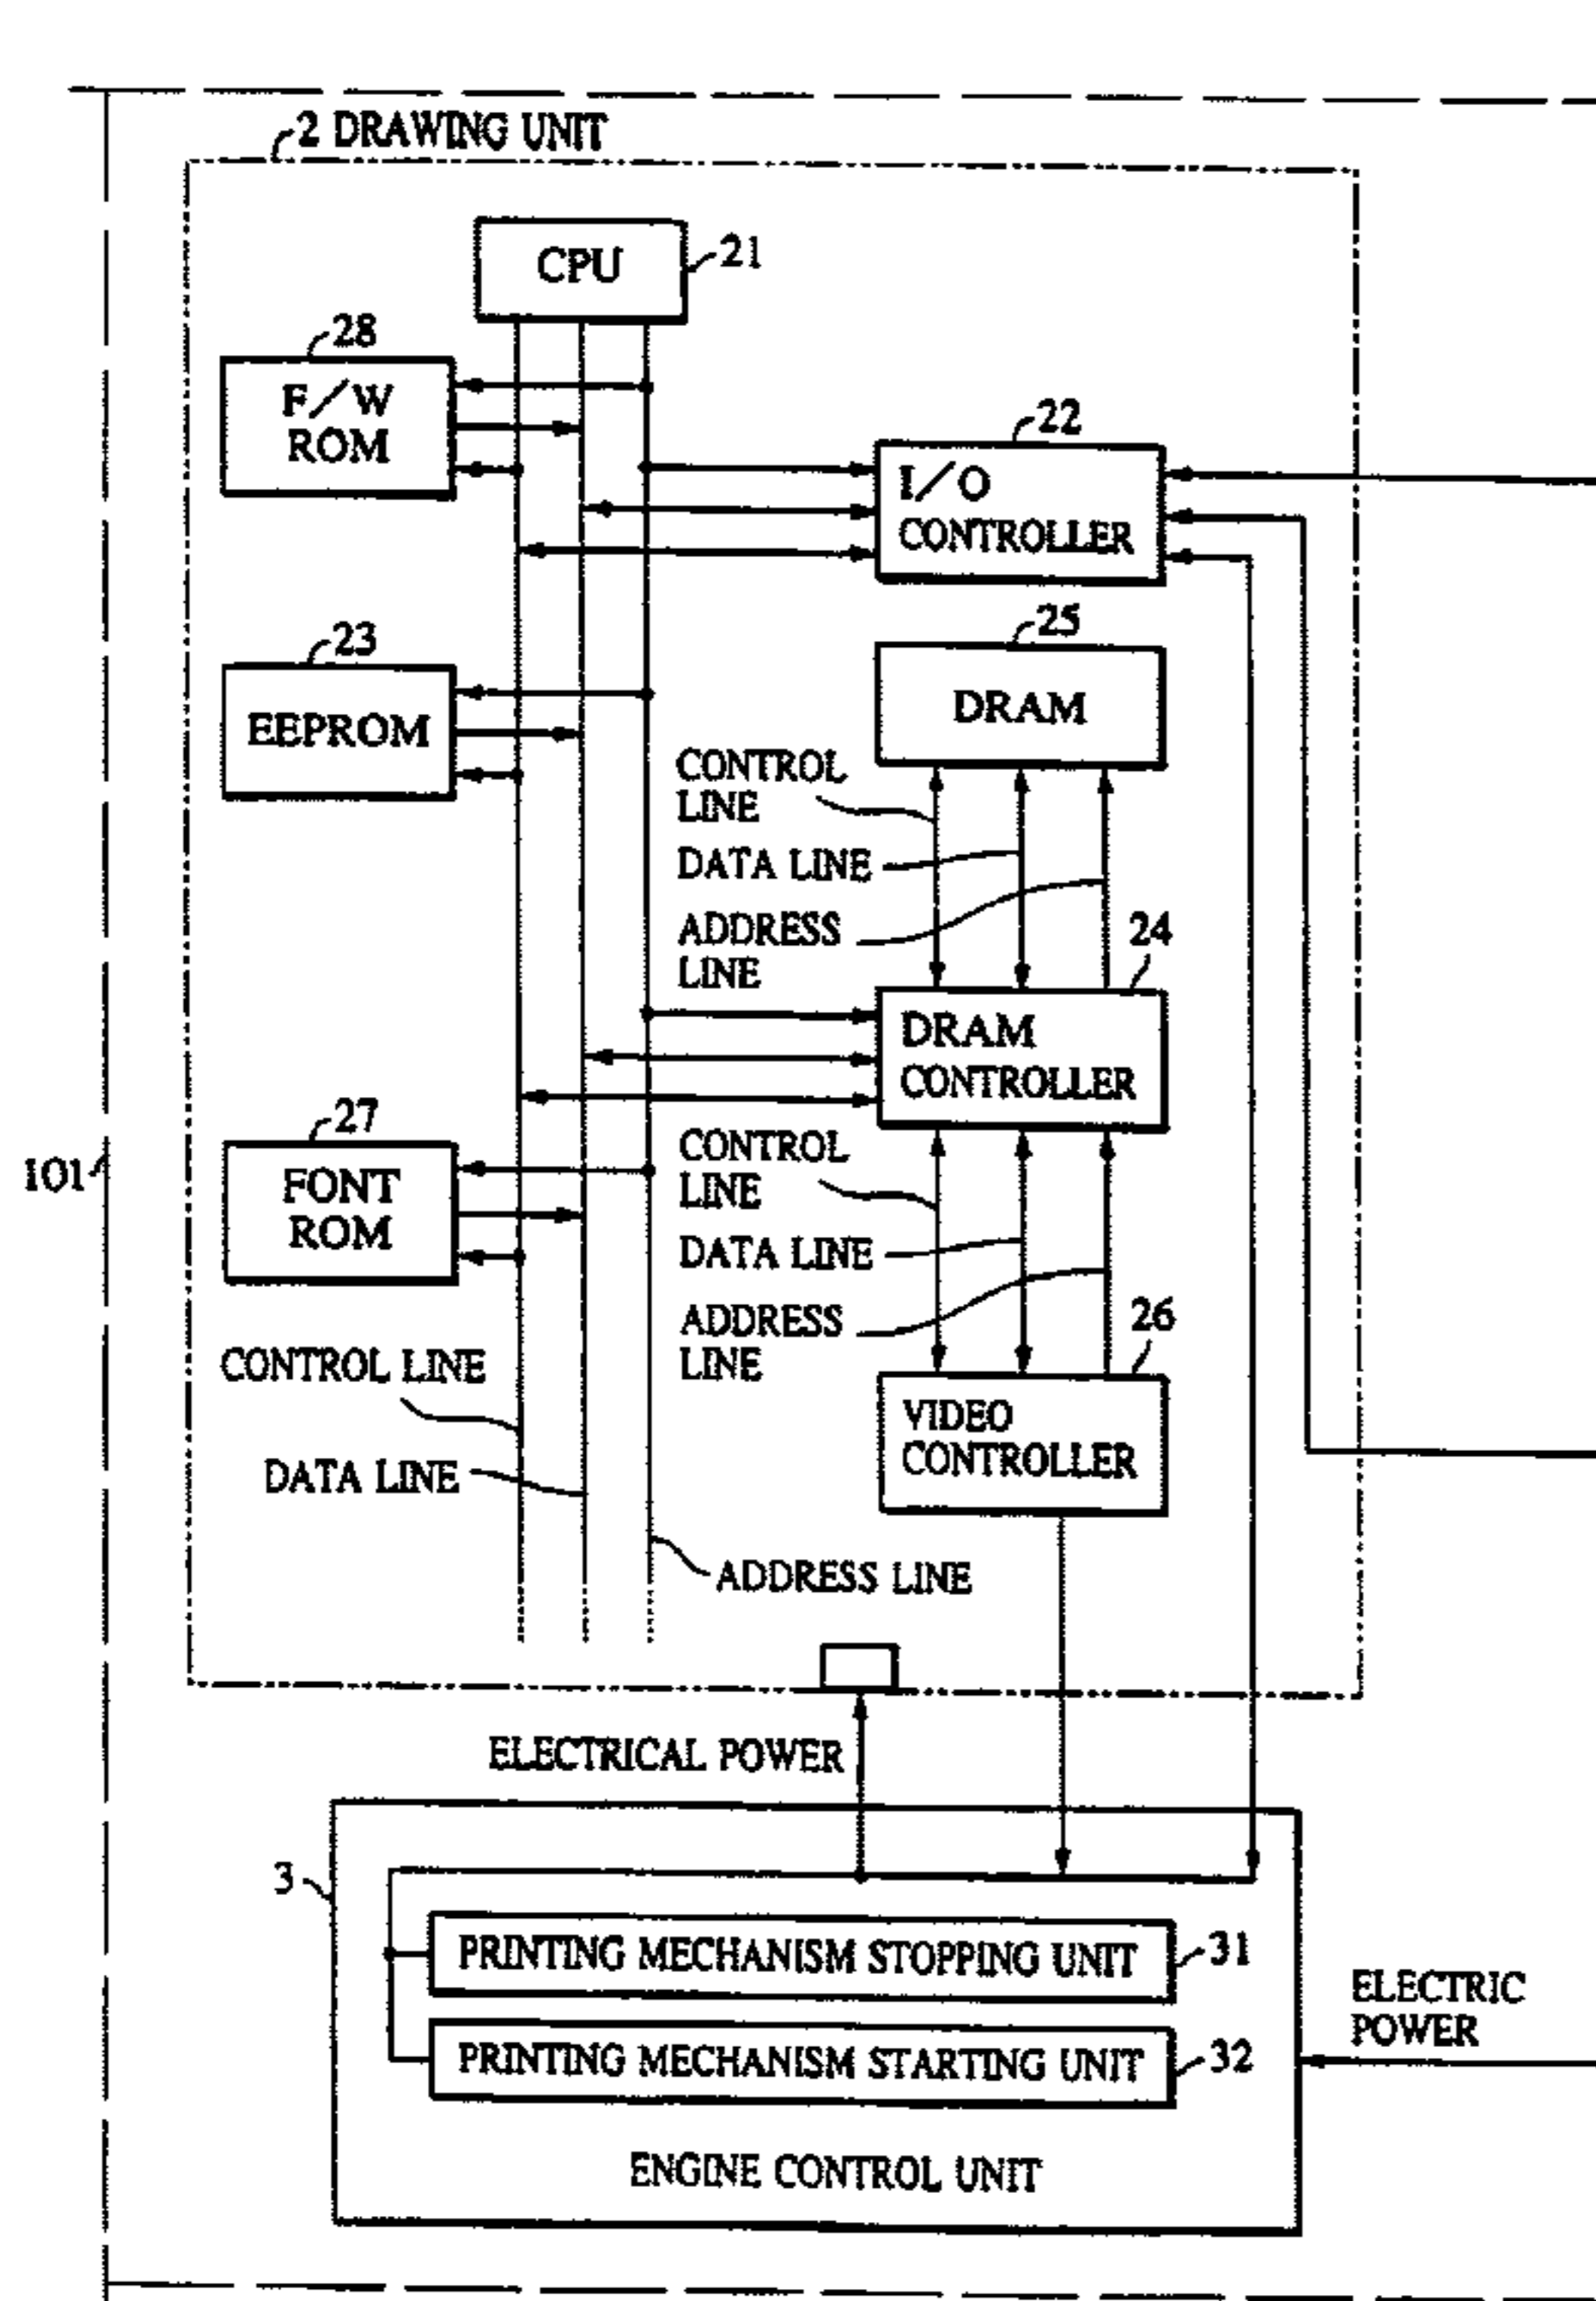 2 DRAWING UNIT
CPU
21
28
F/W
ROM
22
I/O
CONTROLLER
23
EEPROM
25
DRAM
CONTROL
LINE
DATA LINE
ADDRESS
LINE
24
DRAM
CONTROLLER
27
FONT
ROM
101
CONTROL
LINE
DATA LINE
ADDRESS
LINE
26
VIDEO
CONTROLLER
CONTROL LINE
DATA LINE
ADDRESS LINE
ELECTRICAL POWER
3
PRINTING MECHANISM STOPPING UNIT
31
PRINTING MECHANISM STARTING UNIT
32
ENGINE CONTROL UNIT
ELECTRIC
POWER